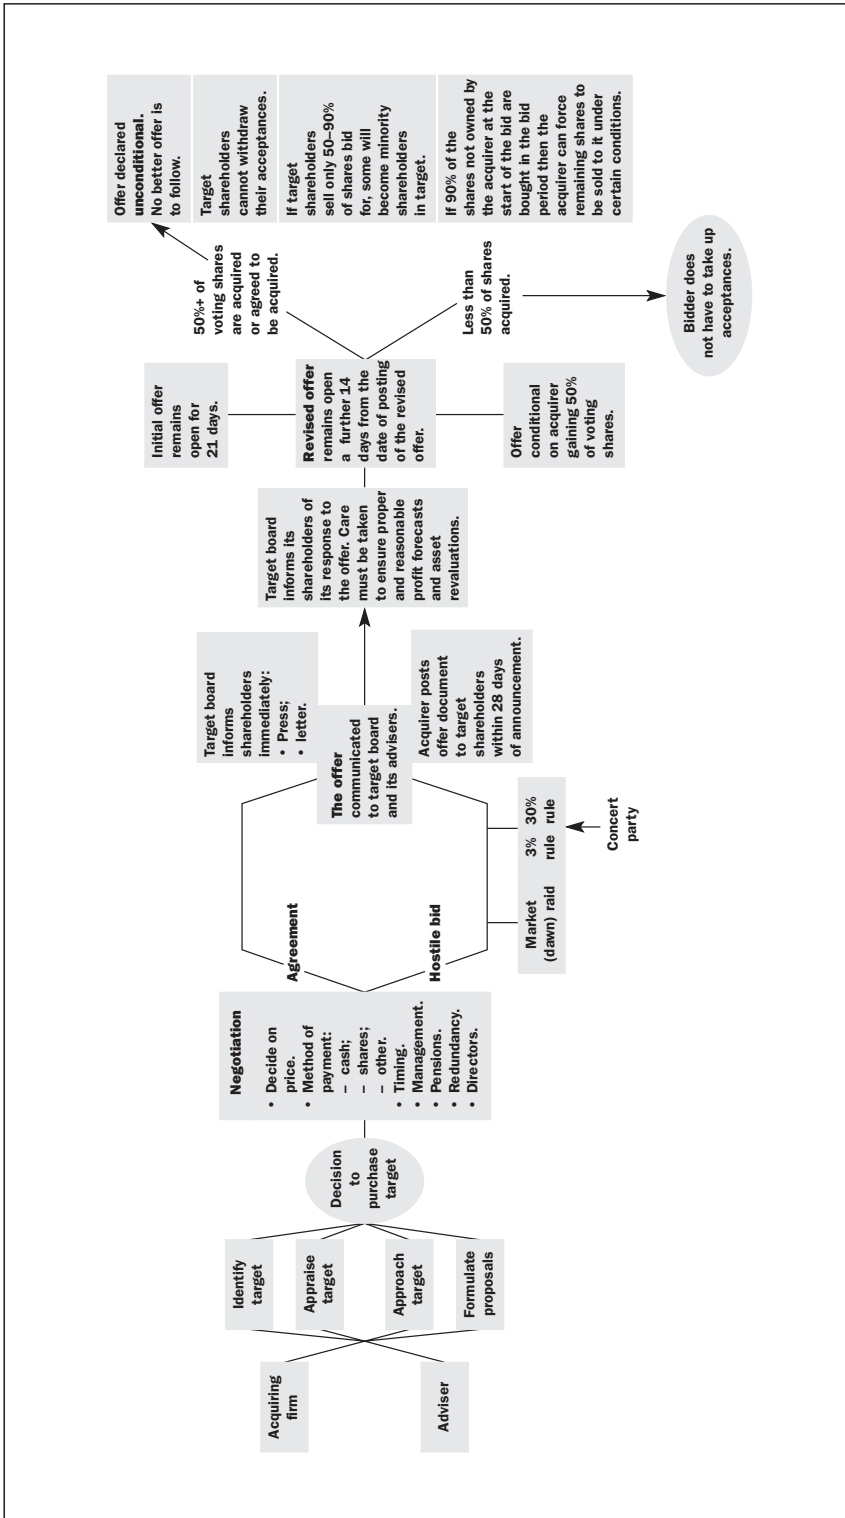 Acquiring
firm
Adviser
Identify
target
Appraise
target
Approach
target
Formulate
proposals
Decision
to
purchase
target
Negotiation
• Decide on
price.
• Method of
payment:
– cash;
– shares;
– other.
• Timing.
• Management.
• Pensions.
• Redundancy.
• Directors.
Agreement
Hostile bid
Market
(dawn) raid
3% 30%
rule rule
Concert
party
Target board
informs
shareholders
immediately:
• Press;
• letter.
The offer
communicated
to target board
and its advisers.
Acquirer posts
offer document
to target
shareholders
within 28 days
of announcement.
Target board
informs its
shareholders of
its response to
the offer. Care
must be taken
to ensure proper
and reasonable
profit forecasts
and asset
revaluations.
Initial offer
remains
open for
21 days.
Revised offer
remains open
a further 14
days from the
date of posting
of the revised
offer.
Offer
conditional
on acquirer
gaining 50%
of voting
shares.
50%+ of
voting shares
are acquired
or agreed to
be acquired.
Less than
50% of shares
acquired.
Offer declared
unconditional.
No better offer is
to follow.
Target
shareholders
cannot withdraw
their acceptances.
If target
shareholders
sell only 50–90%
of shares bid
for, some will
become minority
shareholders
in target.
If 90% of the
shares not owned by
the acquirer at the
start of the bid are
bought in the bid
period then the
acquirer can force
remaining shares to
be sold to it under
certain conditions.
Bidder does
not have to take up
acceptances.